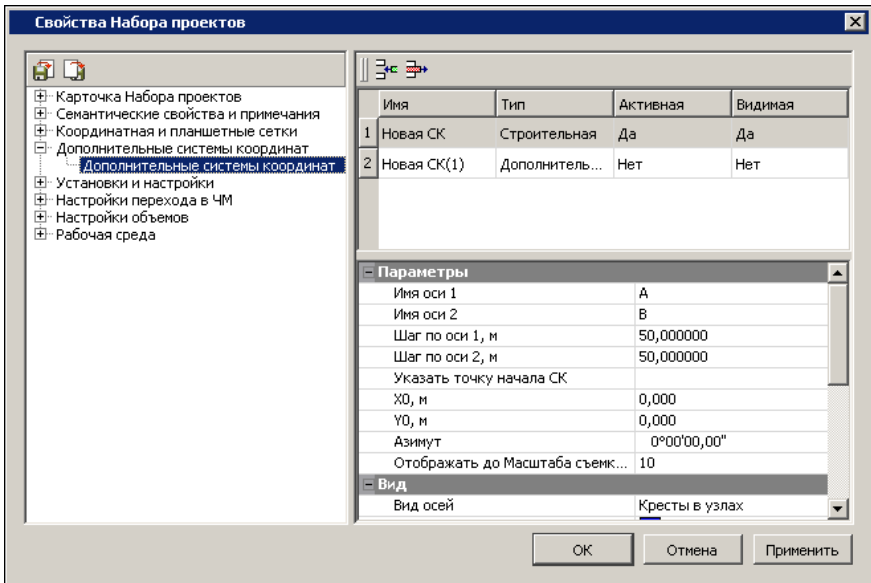 Свойства Набора проектов
Карточка Набора проектов
Семантические свойства и примечания
Координатная и планшетные сетки
Дополнительные системы координат
Дополнительные системы координат
Установки и настройки
Настройки перехода в ЧМ
Настройки объемов
Рабочая среда
Имя Тип Активная Видимая
1 Новая СК Строительная Да Да
2 Новая СК(1) Дополнитель... Нет Нет
Параметры
Имя оси 1 A
Имя оси 2 B
Шаг по оси 1, м 50,000000
Шаг по оси 2, м 50,000000
Указать точку начала СК
X0, м 0,000
Y0, м 0,000
Азимут 0°00'00,00"
Отображать до Масштаба съемк... 10
Вид
Вид осей Кресты в узлах
ОК Отмена Применить